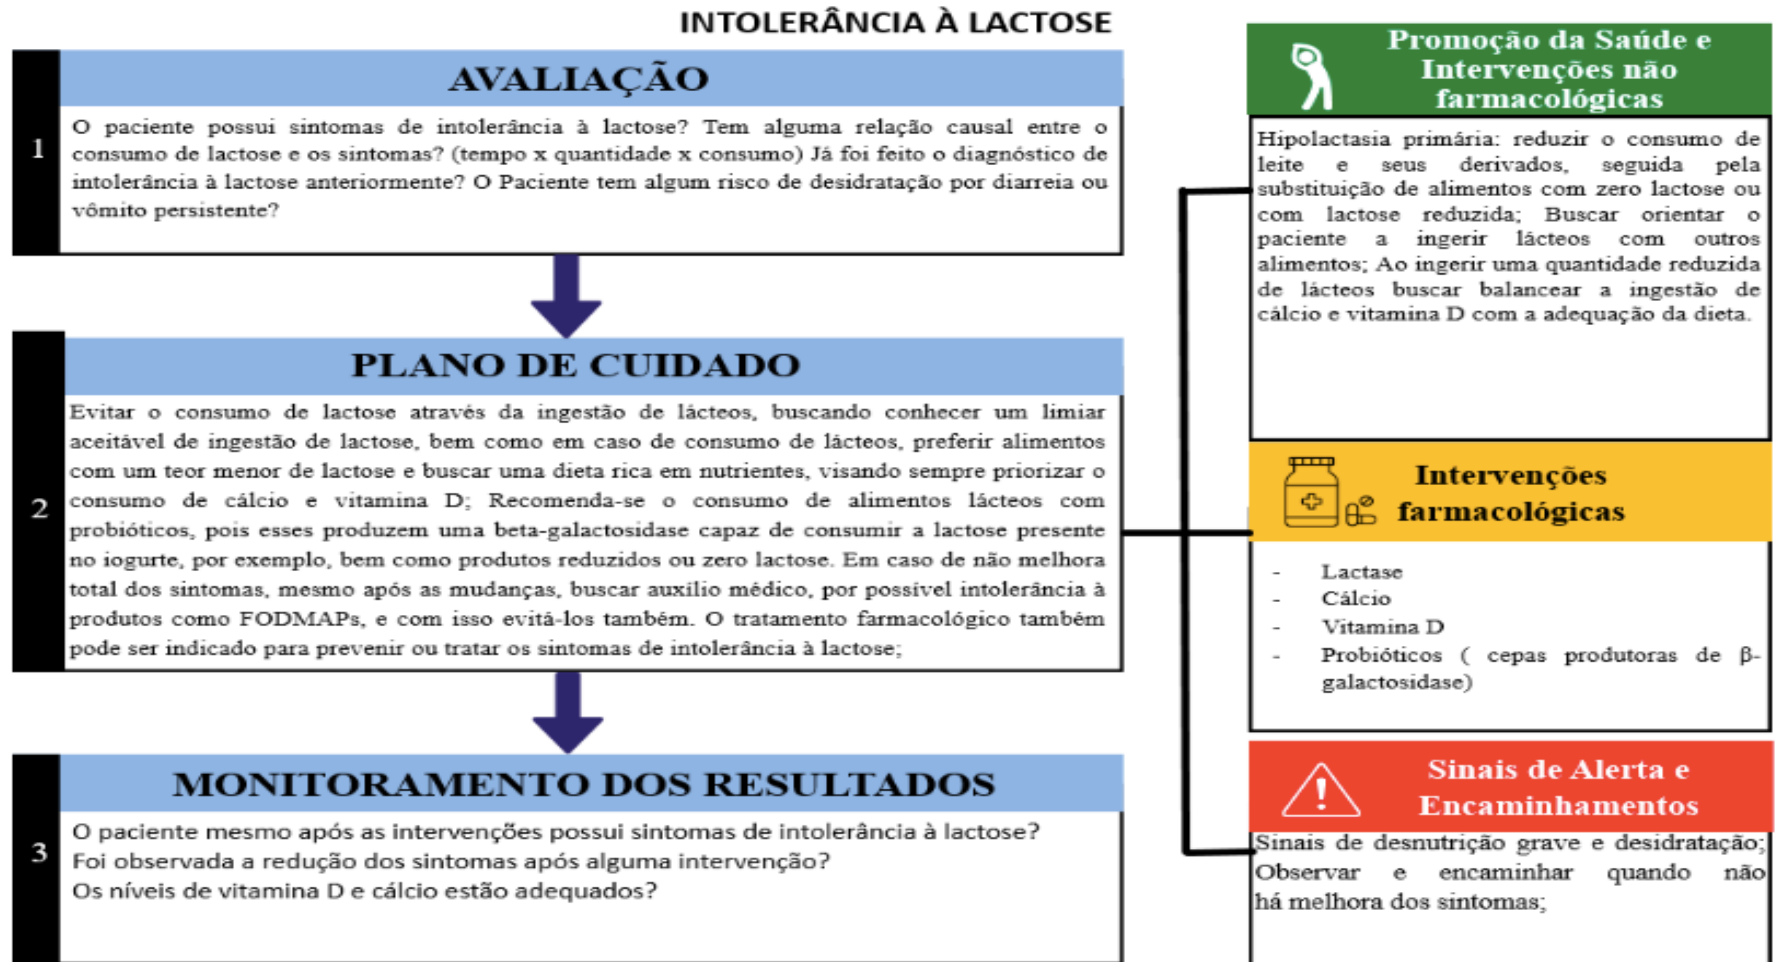 INTOLERÂNCIA À LACTOSE
1
AVALIAÇÃO
O paciente possui sintomas de intolerância à lactose? Tem alguma relação causal entre o
consumo de lactose e os sintomas? (tempo x quantidade x consumo) Já foi feito o diagnóstico de
intolerância à lactose anteriormente? O Paciente tem algum risco de desidratação por diarreia ou
vômito persistente?
2
PLANO DE CUIDADO
Evitar o consumo de lactose através da ingestão de lácteos, buscando conhecer um limiar
aceitável de ingestão de lactose, bem como em caso de consumo de lácteos, preferir alimentos
com um teor menor de lactose e buscar uma dieta rica em nutrientes, visando sempre priorizar o
consumo de cálcio e vitamina D; Recomenda-se o consumo de alimentos lácteos com
probióticos, pois esses produzem uma beta-galactosidase capaz de consumir a lactose presente
no iogurte, por exemplo, bem como produtos reduzidos ou zero lactose. Em caso de não melhora
total dos sintomas, mesmo após as mudanças, buscar auxílio médico, por possível intolerância à
produtos como FODMAPs, e com isso evitá-los também. O tratamento farmacológico também
pode ser indicado para prevenir ou tratar os sintomas de intolerância à lactose;
3
MONITORAMENTO DOS RESULTADOS
O paciente mesmo após as intervenções possui sintomas de intolerância à lactose?
Foi observada a redução dos sintomas após alguma intervenção?
Os níveis de vitamina D e cálcio estão adequados?
Promoção da Saúde e
Intervenções não
farmacológicas
Hipolactasia primária: reduzir o consumo de
leite e seus derivados, seguida pela
substituição de alimentos com zero lactose ou
com lactose reduzida; Buscar orientar o
paciente a ingerir lácteos com outros
alimentos; Ao ingerir uma quantidade reduzida
de lácteos buscar balancear a ingestão de
cálcio e vitamina D com a adequação da dieta.
Intervenções
farmacológicas
- Lactase
- Cálcio
- Vitamina D
- Probióticos ( cepas produtoras de β-
galactosidase)
Sinais de Alerta e
Encaminhamentos
Sinais de desnutrição grave e desidratação;
Observar e encaminhar quando não
há melhora dos sintomas;